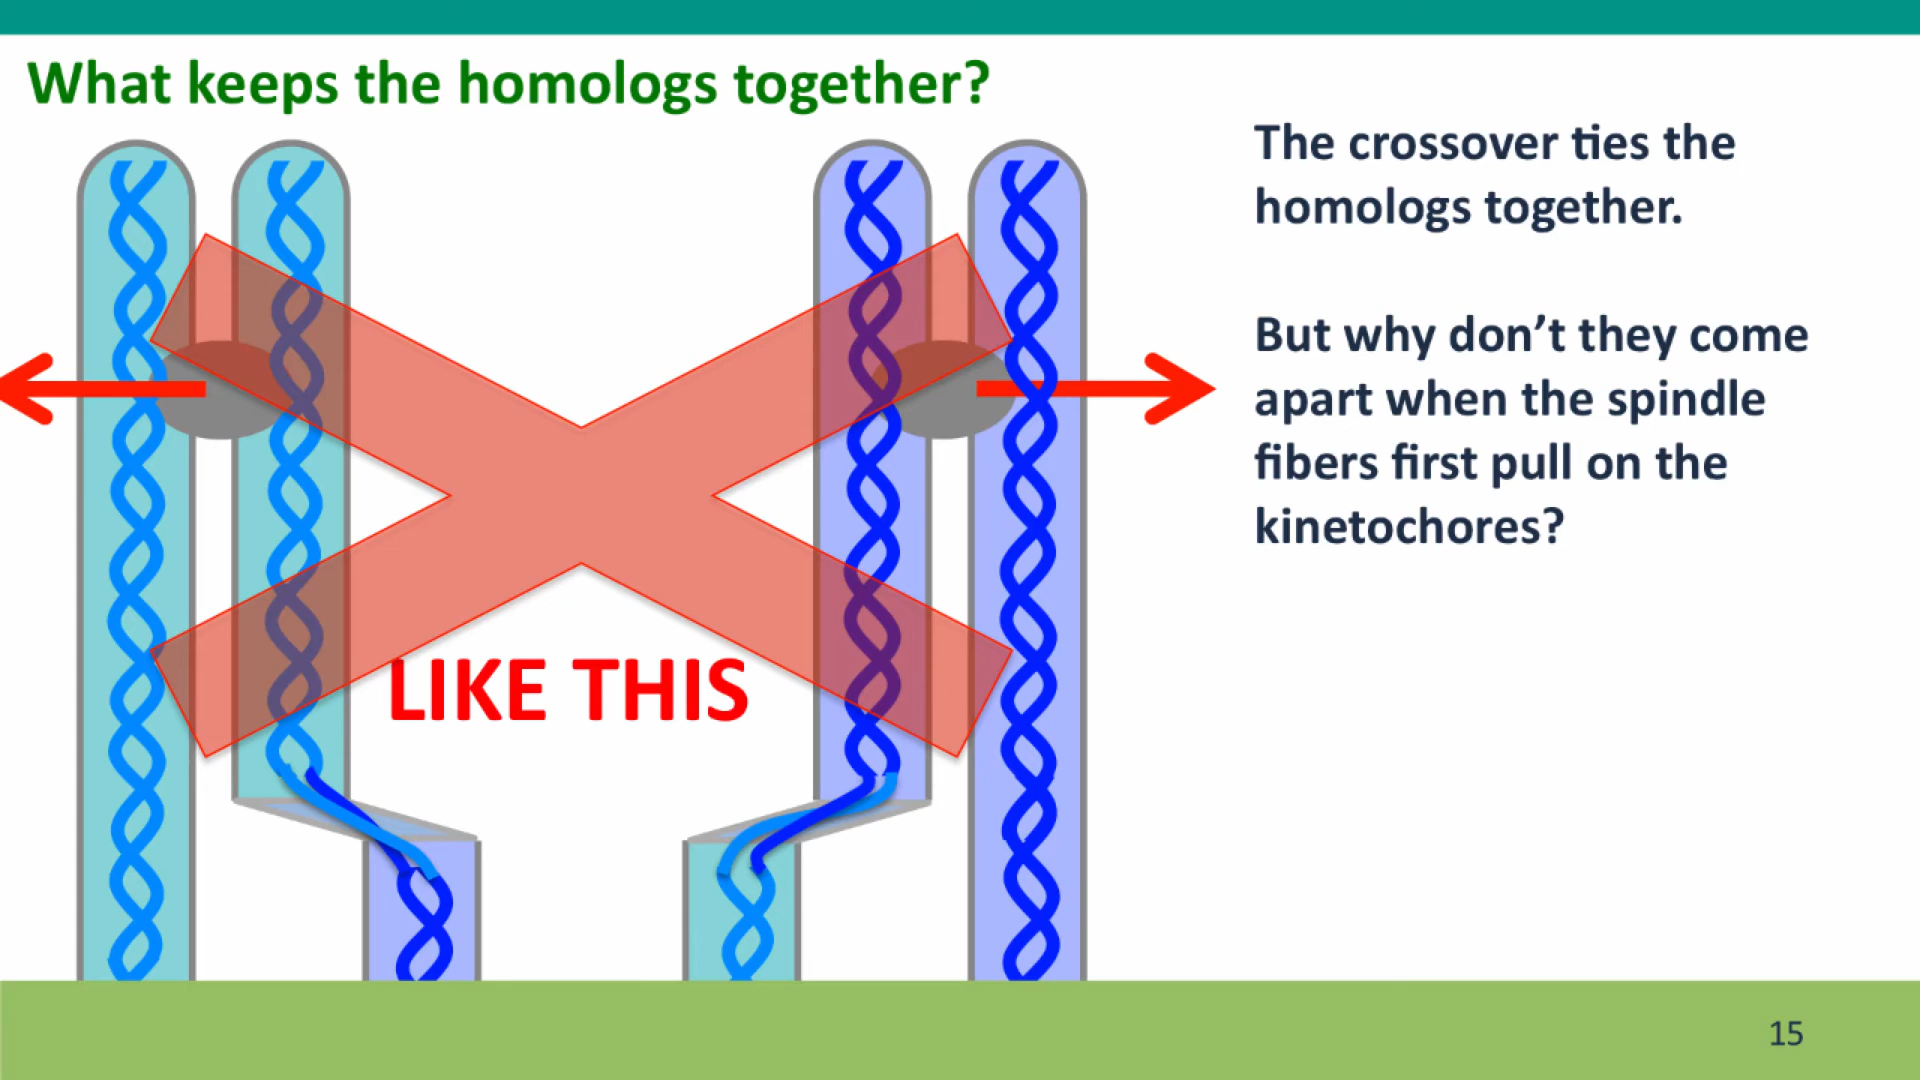 What keeps the homologs together?
The crossover ties the
homologs together.
But why don’t they come
apart when the spindle
fibers first pull on the
kinetochores?
LIKE THIS
15